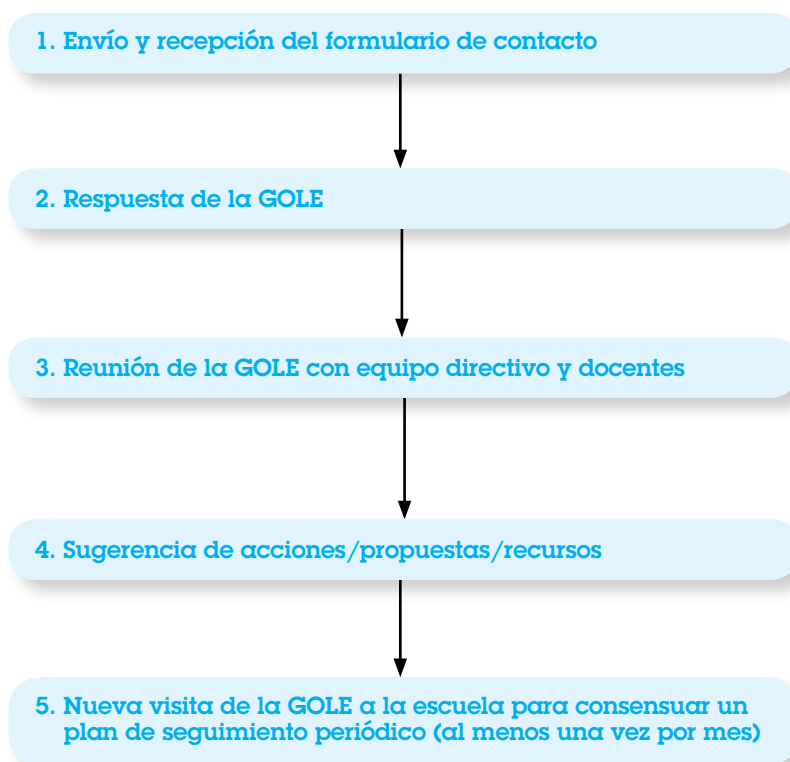 1. Envío y recepción del formulario de contacto
2. Respuesta de la GOLE
3. Reunión de la GOLE con equipo directivo y docentes
4. Sugerencia de acciones/propuestas/recursos
5. Nueva visita de la GOLE a la escuela para consensuar un
plan de seguimiento periódico (al menos una vez por mes)